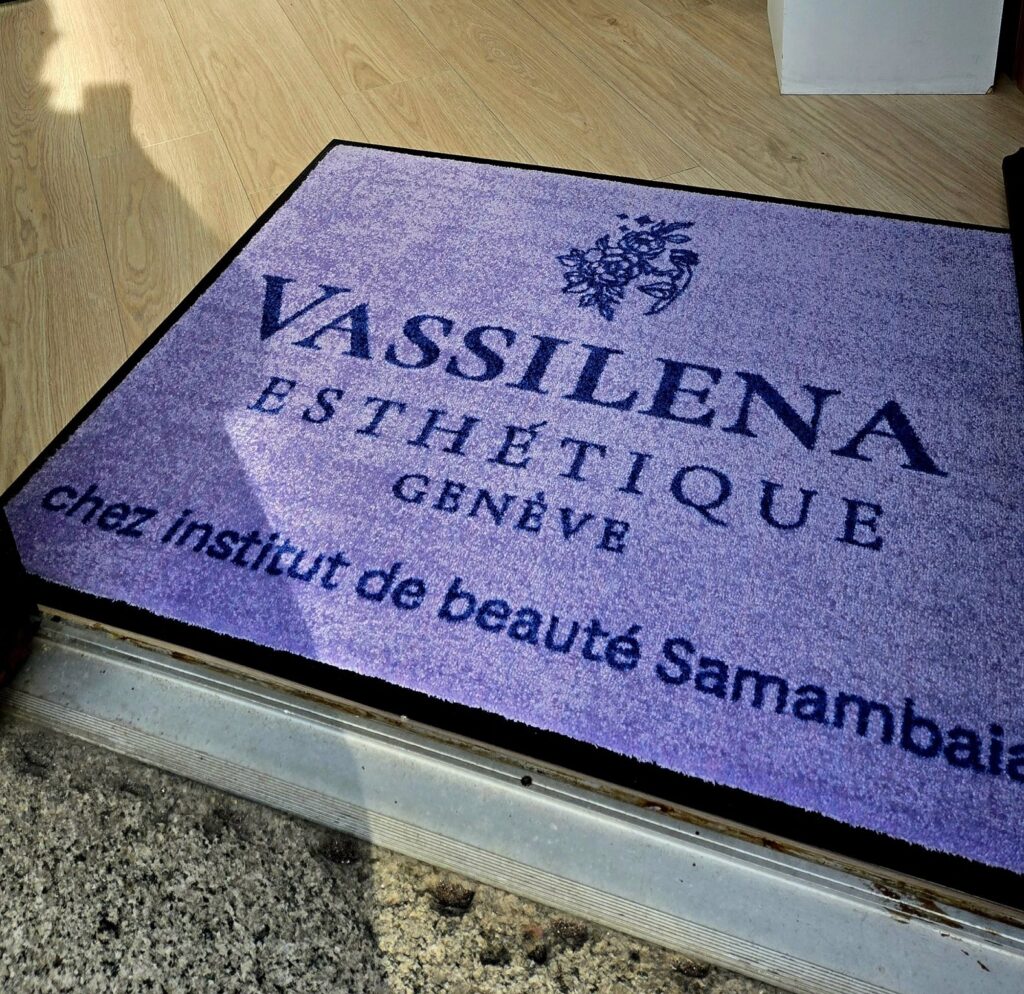 VASSILENA
ESTHÉTIQUE
GENÈVE
chez institut de beauté Samambaia